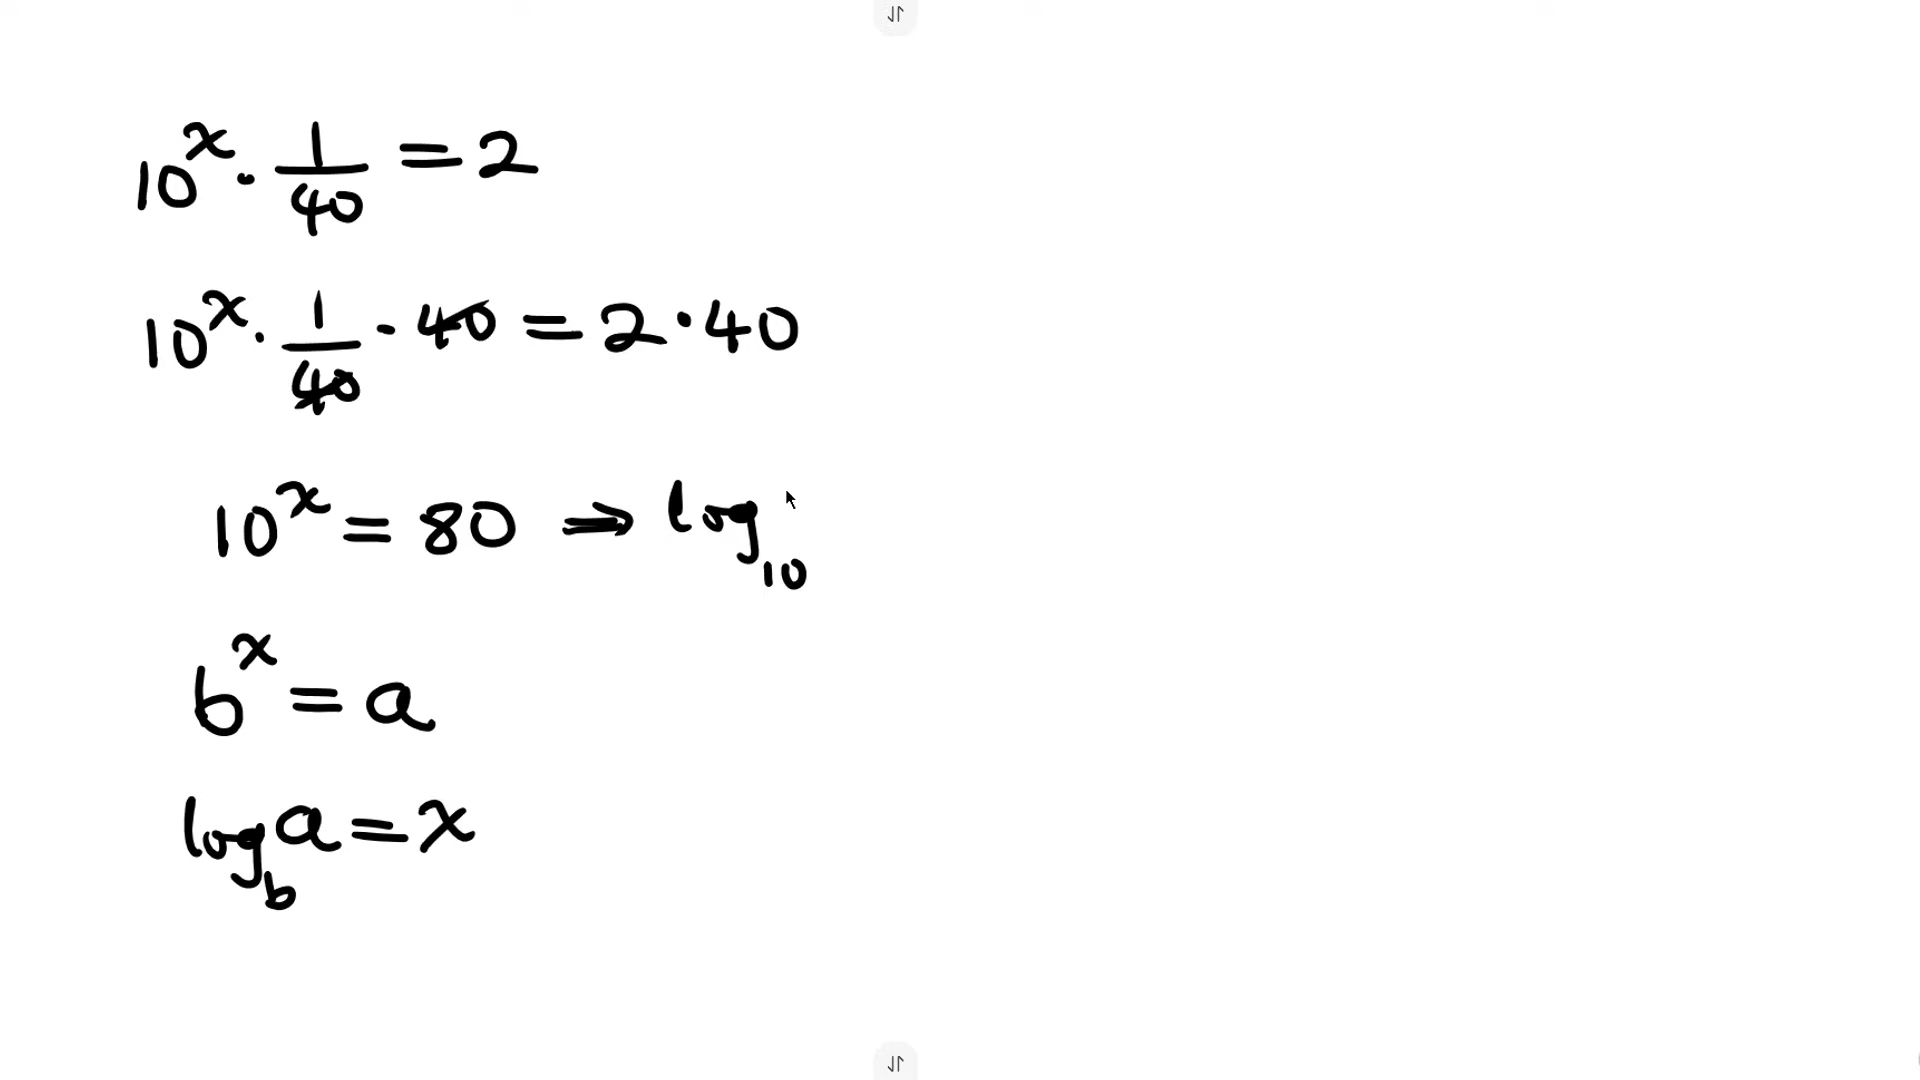 10^x · 1/40 = 2
10^x · 1/40 · 40 = 2 · 40
10^x = 80 ⇒ log_10
b^x = a
log_b a = x